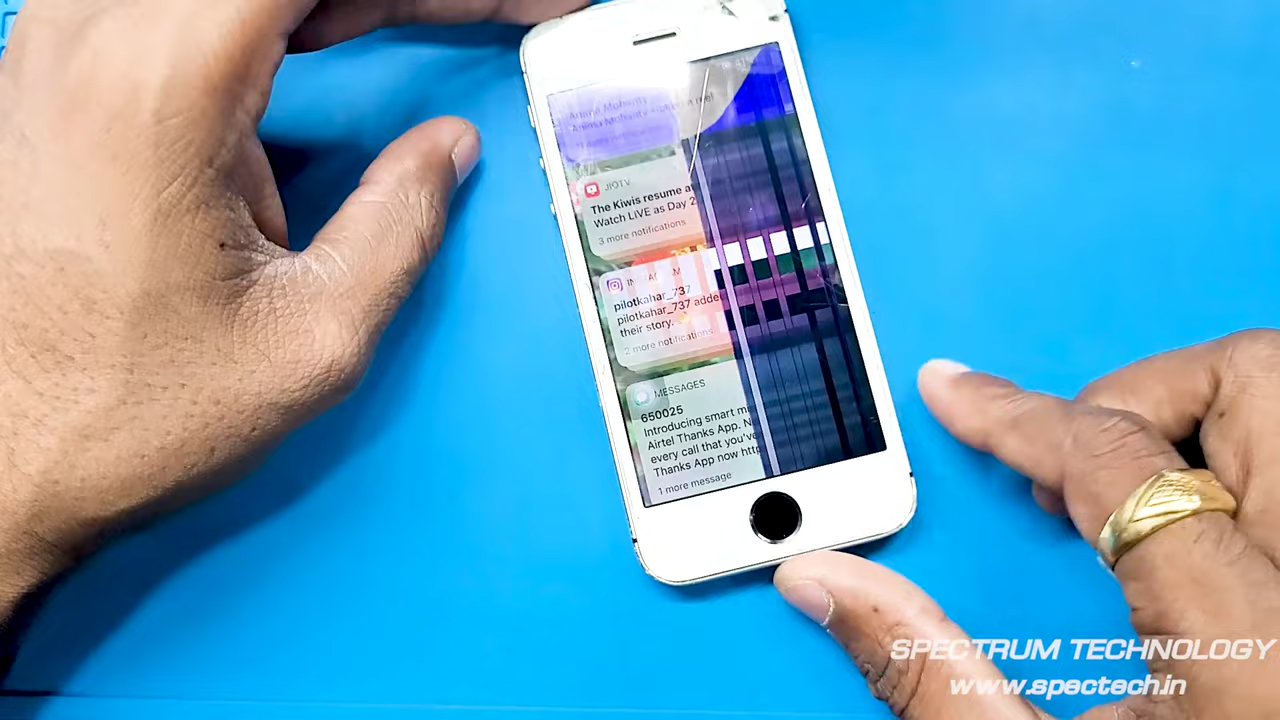 Anima Mohanty
JIOTV
The Kiwis resume a
Watch LIVE as Day 2
3 more notifications
pilotkahar_737
pilotkahar_737 added
their story.
2 more notifications
MESSAGES
650025
Introducing smart m
Airtel Thanks App. N
every call that you've
Thanks App now http
1 more message
SPECTRUM TECHNOLOGY
www.spectech.in